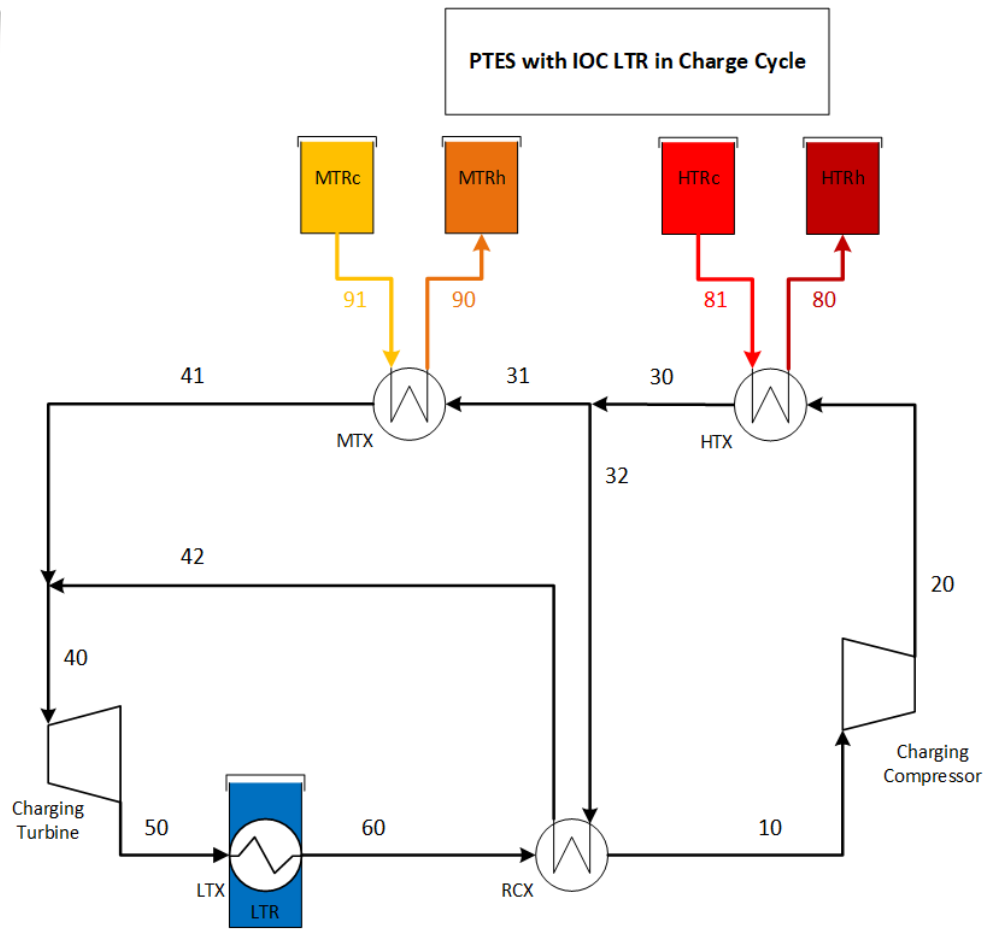 PTES with IOC LTR in Charge Cycle
MTRc
MTRh
HTRc
HTRh
91
90
81
80
41
31
30
MTX
HTX
32
42
20
40
Charging
Compressor
Charging
Turbine
50
60
10
LTX
RCX
LTR